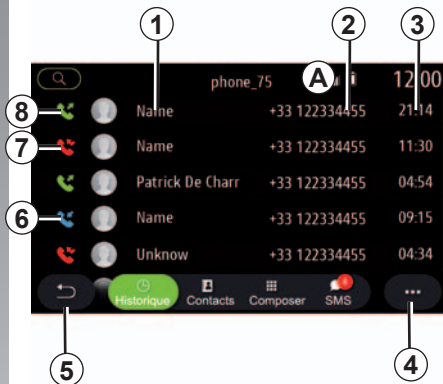 1 2 3
phone_75 A 12:00
8 Name +33 122334455 21:14
7 Name +33 122334455 11:30
Patrick De Charr +33 122334455 04:54
6 Name +33 122334455 09:15
Unknow +33 122334455 04:34
Historique Contacts Composer SMS ...
5 4